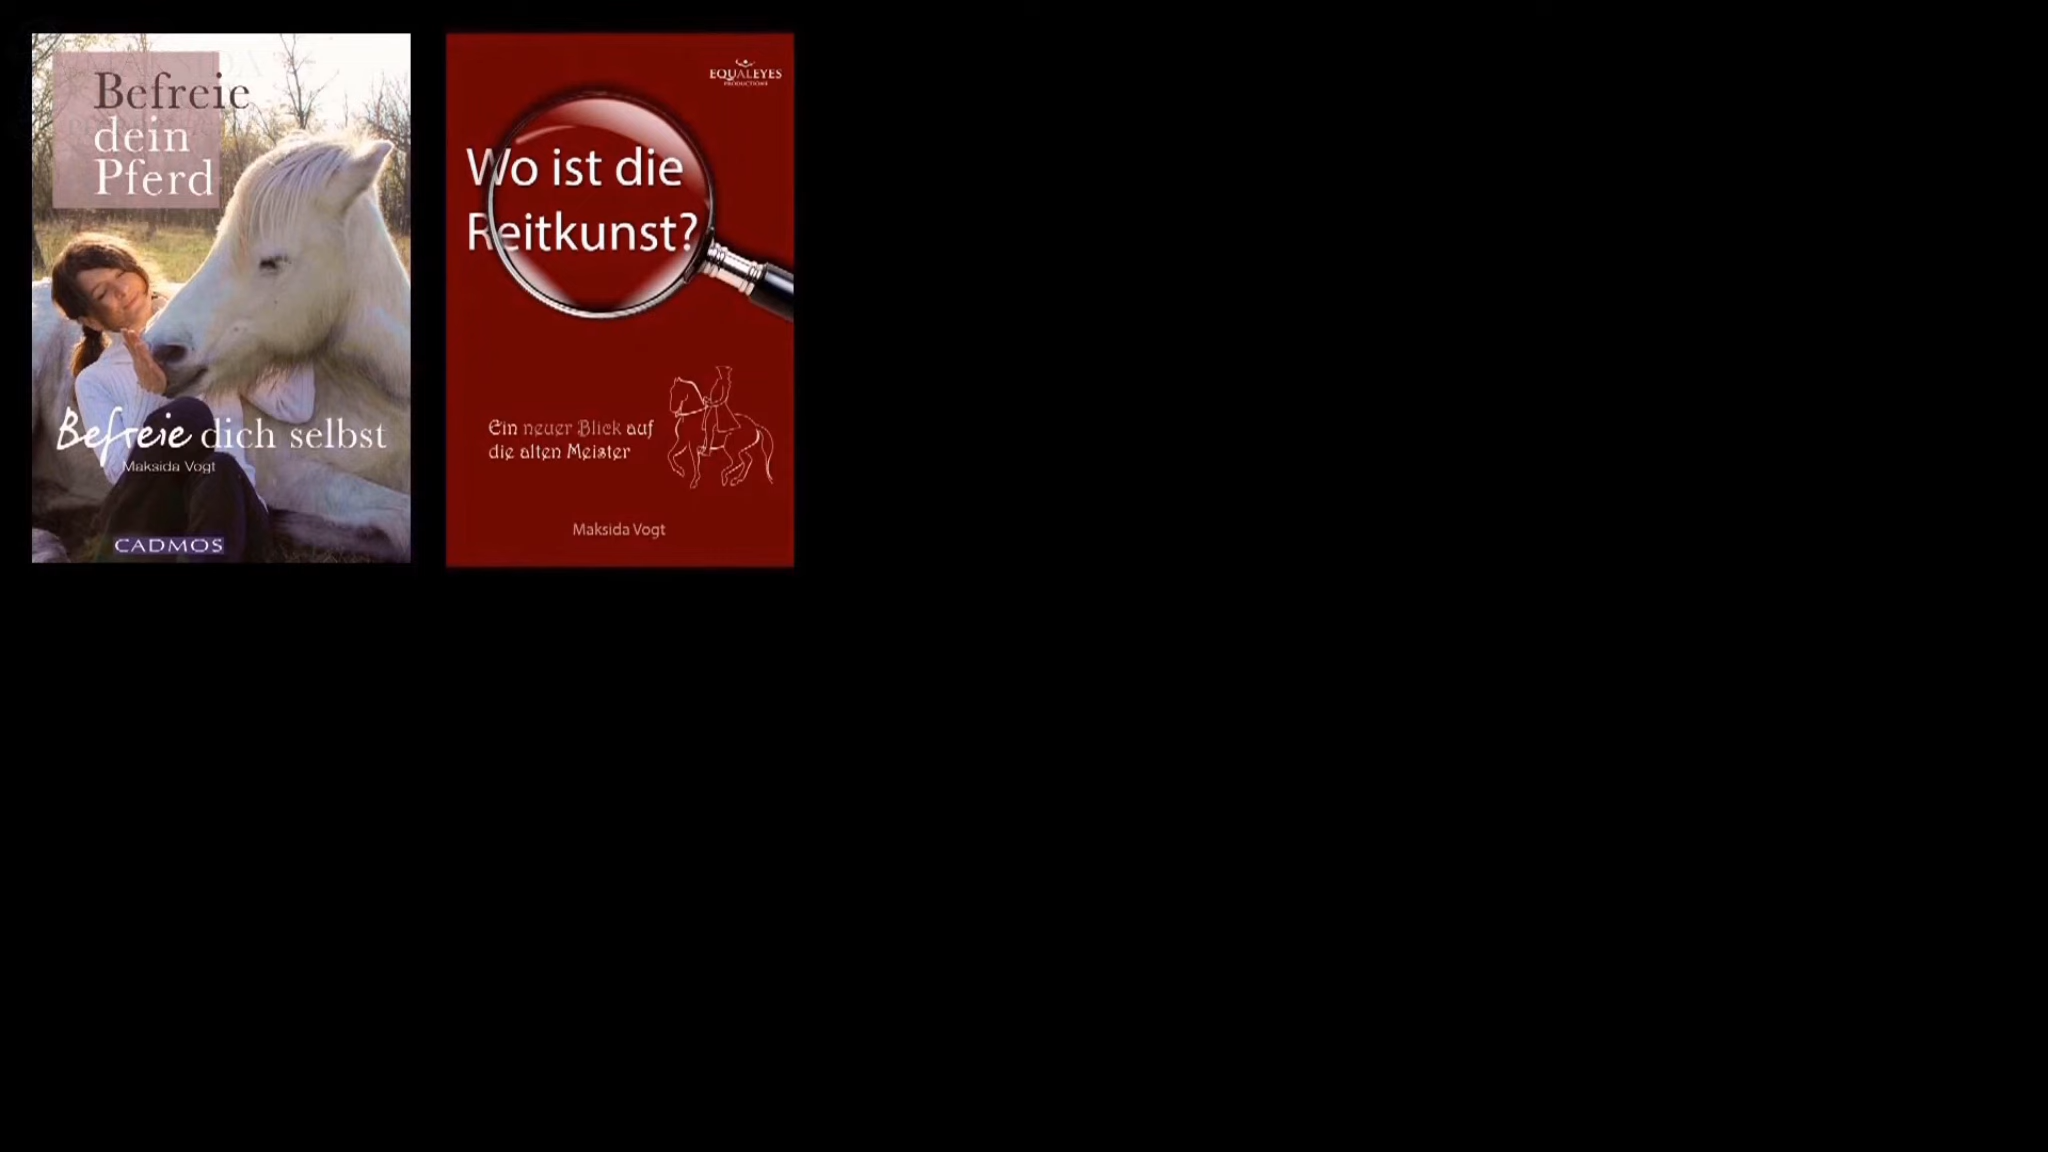 Befreie
dein
Pferd
Befreie dich selbst
Maksida Vogt
CADMOS
EQUALEYES
PRODUCTIONS
Wo ist die
Reitkunst?
Ein neuer Blick auf
die alten Meister
Maksida Vogt